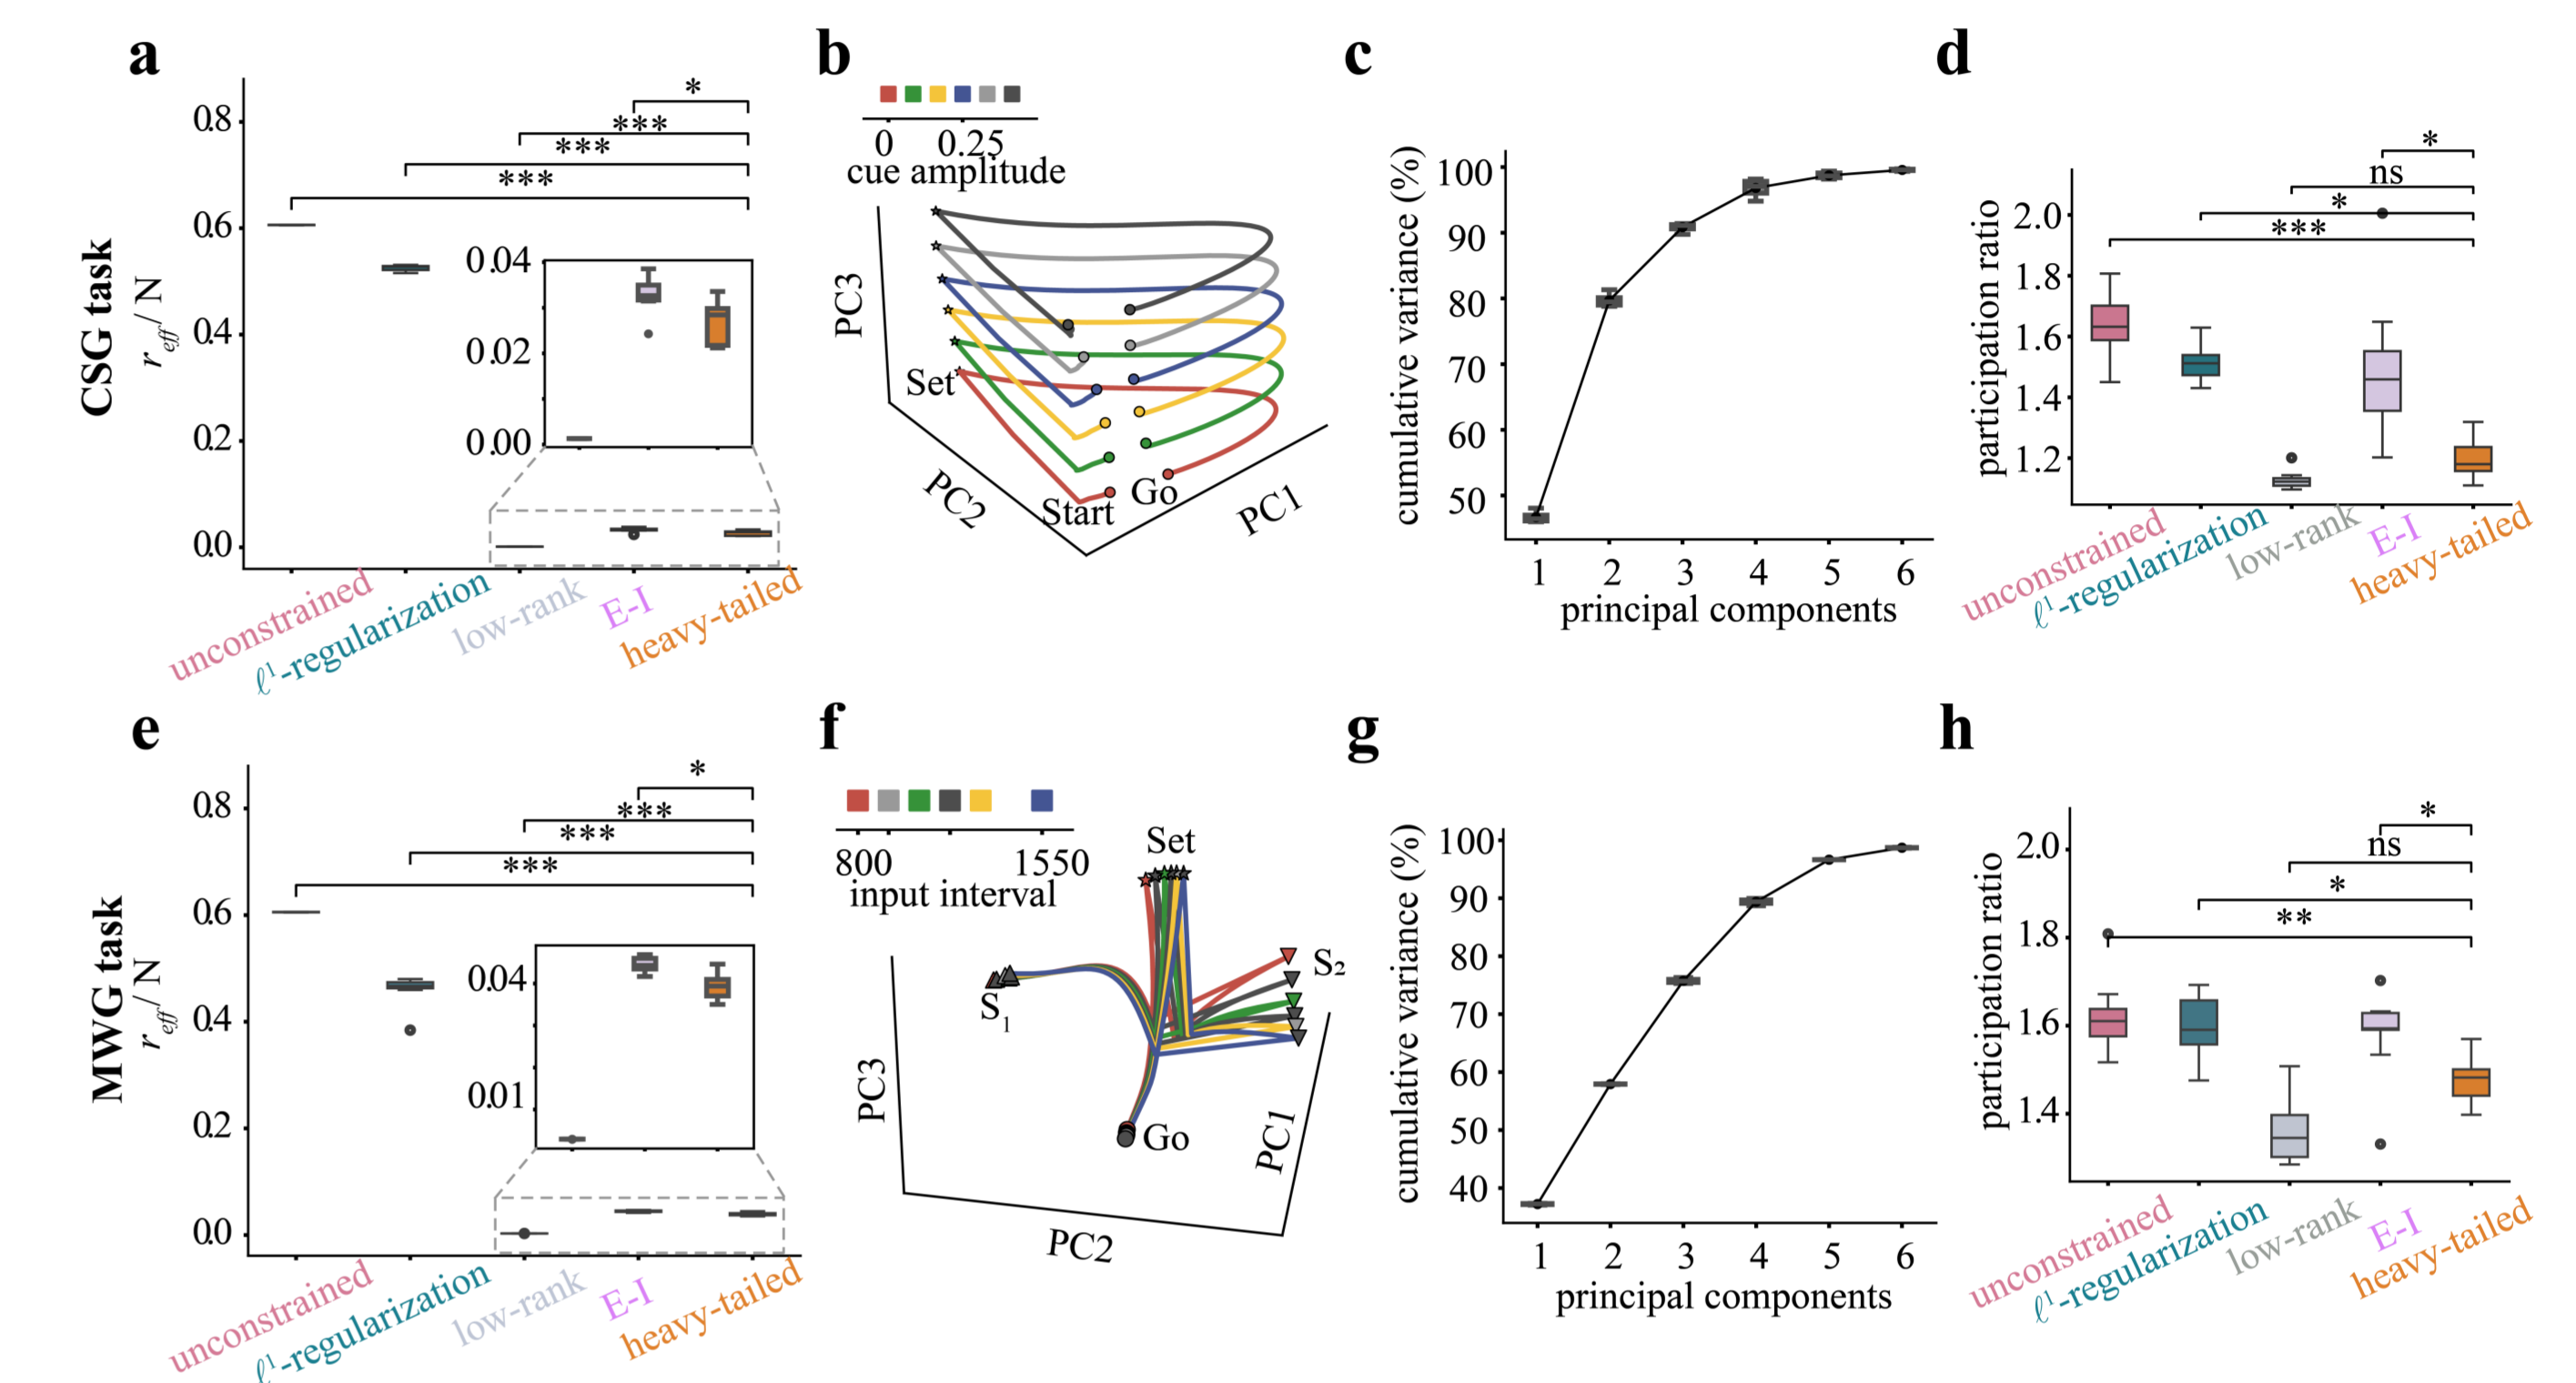 a
CSG task
r_eff / N
0.8
0.6
0.4
0.2
0.0
*
***
***
***
0.04
0.02
0.00
unconstrained
ℓ¹-regularization
low-rank
E-I
heavy-tailed
b
0 0.25
cue amplitude
PC3
PC2
PC1
Set
Start
Go
c
cumulative variance (%)
100
90
80
70
60
50
1 2 3 4 5 6
principal components
d
participation ratio
2.0
1.8
1.6
1.4
1.2
*
ns
*
***
unconstrained
ℓ¹-regularization
low-rank
E-I
heavy-tailed
e
MWG task
r_eff / N
0.8
0.6
0.4
0.2
0.0
*
***
***
***
0.04
0.01
unconstrained
ℓ¹-regularization
low-rank
E-I
heavy-tailed
f
800 1550
input interval
Set
S₂
S₁
Go
PC3
PC2
PC1
g
cumulative variance (%)
100
90
80
70
60
50
40
1 2 3 4 5 6
principal components
h
participation ratio
2.0
1.8
1.6
1.4
*
ns
*
**
unconstrained
ℓ¹-regularization
low-rank
E-I
heavy-tailed